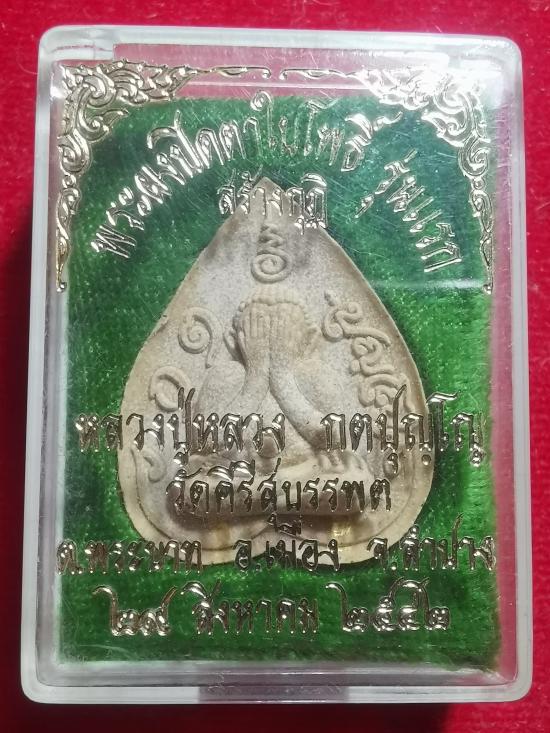 พระผงปิดตาใบโพธิ์ รุ่นแรก
สร้างกุฏิ
หลวงปู่หลวง กตปุญฺโญ
วัดคีรีสุบรรพต
ต.พระบาท อ.เมือง จ.ลำปาง
๒๙ สิงหาคม ๒๕๔๒